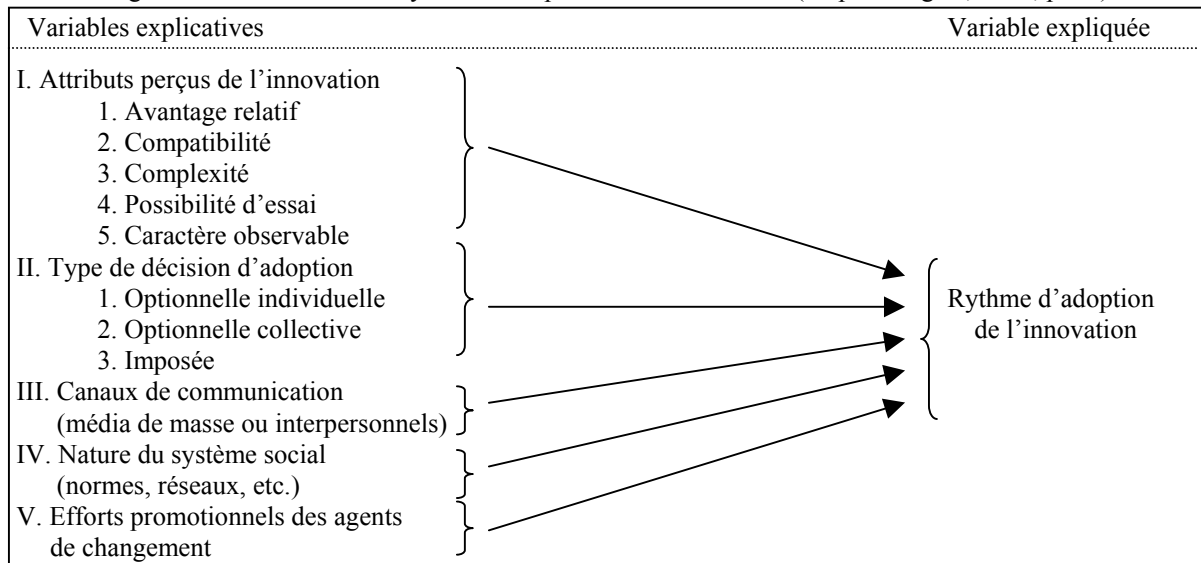 Variables explicatives Variable expliquée
I. Attributs perçus de l’innovation
1. Avantage relatif
2. Compatibilité
3. Complexité
4. Possibilité d’essai
5. Caractère observable
II. Type de décision d’adoption
1. Optionnelle individuelle
2. Optionnelle collective
3. Imposée
III. Canaux de communication
(média de masse ou interpersonnels)
IV. Nature du système social
(normes, réseaux, etc.)
V. Efforts promotionnels des agents
de changement
Rythme d’adoption
de l’innovation